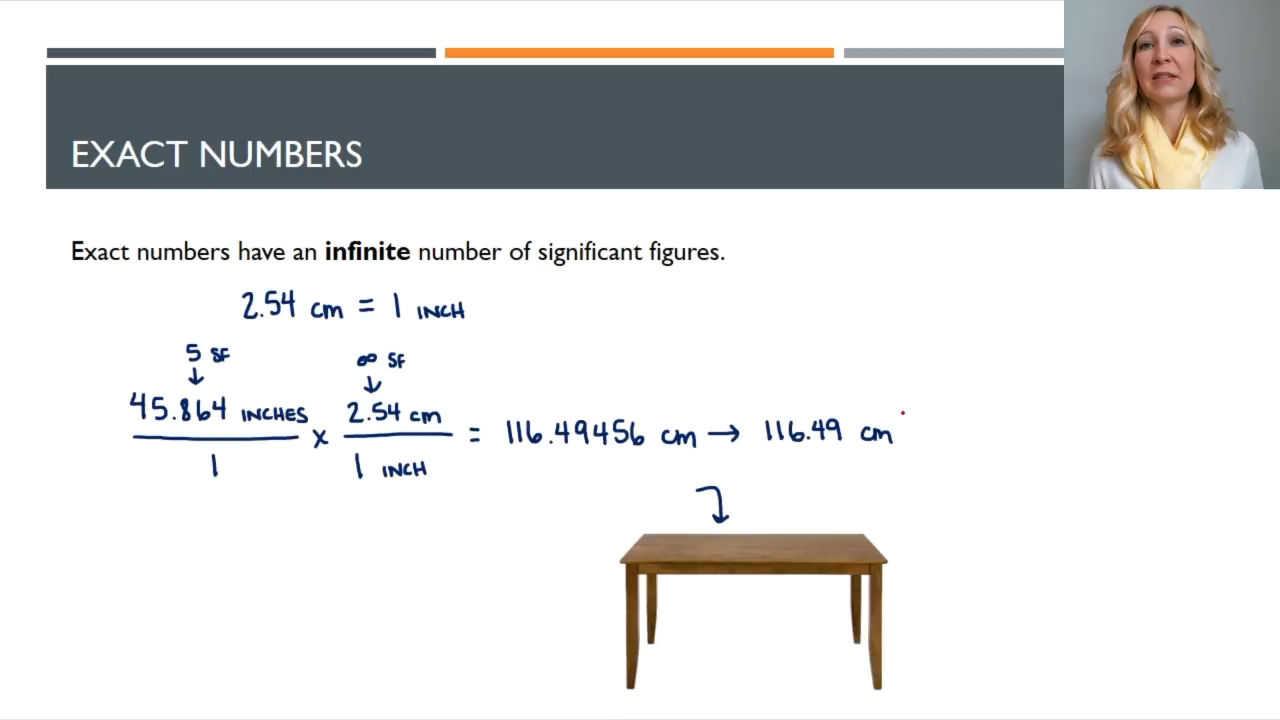 EXACT NUMBERS
Exact numbers have an infinite number of significant figures.
2.54 cm = 1 INCH
5 SF
∞ SF
45.864 INCHES
1
x
2.54 cm
1 INCH
= 116.49456 cm → 116.49 cm